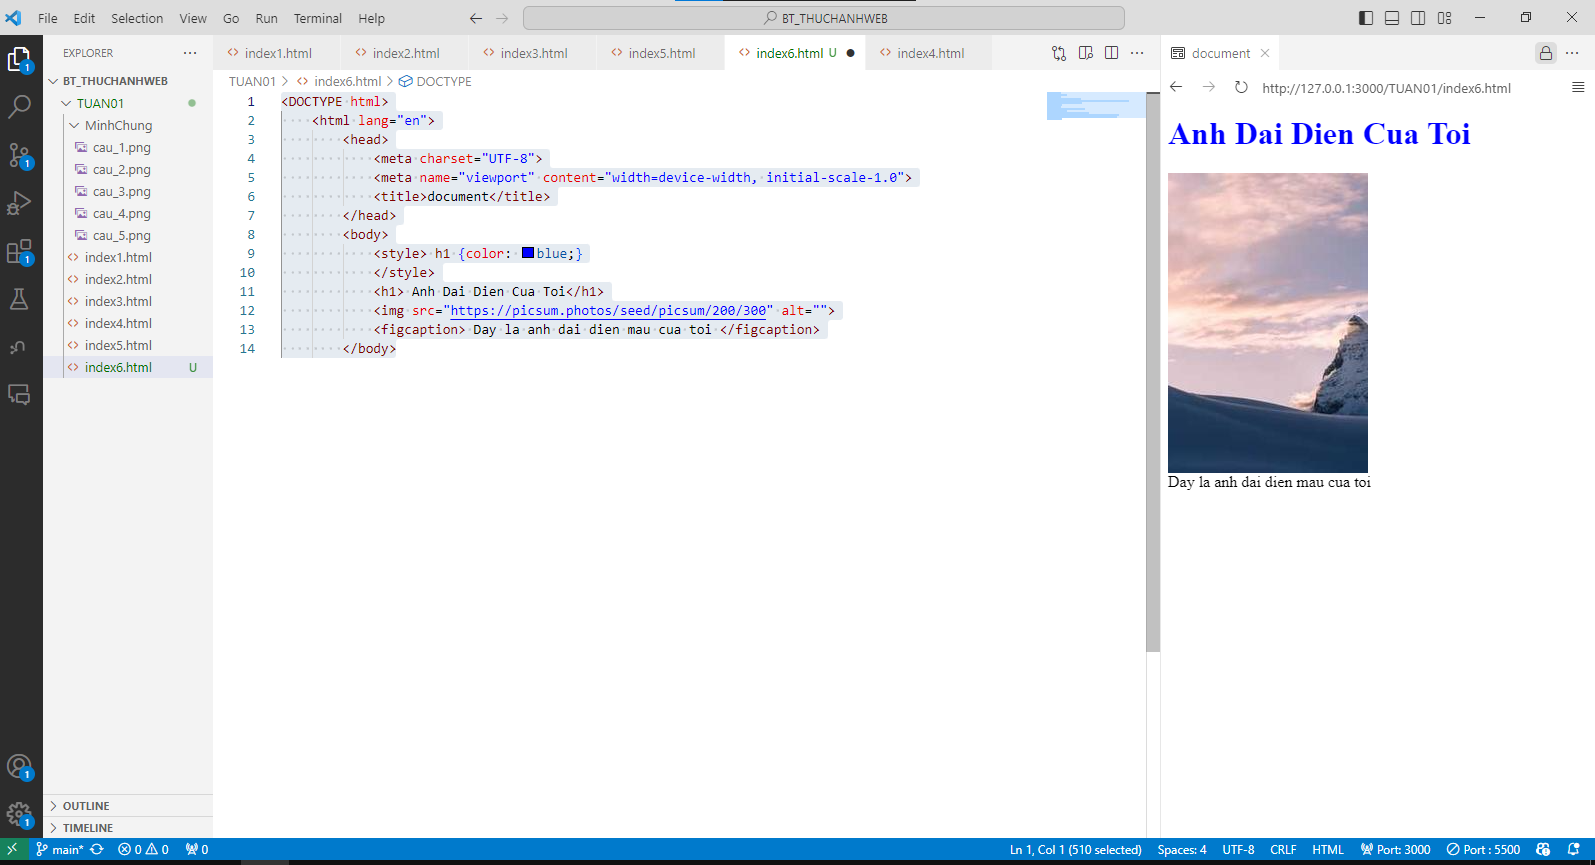 File Edit Selection View Go Run Terminal Help
BT_THUCHANHWEB
EXPLORER
BT_THUCHANHWEB
TUAN01
MinhChung
cau_1.png
cau_2.png
cau_3.png
cau_4.png
cau_5.png
index1.html
index2.html
index3.html
index4.html
index5.html
index6.html U
OUTLINE
TIMELINE
index1.html index2.html index3.html index5.html index6.html U index4.html
TUAN01 > index6.html > DOCTYPE
1 <DOCTYPE html>
2 <html lang="en">
3 <head>
4 <meta charset="UTF-8">
5 <meta name="viewport" content="width=device-width, initial-scale-1.0">
6 <title>document</title>
7 </head>
8 <body>
9 <style> h1 {color: blue;}
10 </style>
11 <h1> Anh Dai Dien Cua Toi</h1>
12 <img src="https://picsum.photos/seed/picsum/200/300" alt="">
13 <figcaption> Day la anh dai dien mau cua toi </figcaption>
14 </body>
document
http://127.0.0.1:3000/TUAN01/index6.html
Anh Dai Dien Cua Toi
Day la anh dai dien mau cua toi
1
1
1
1
1
main* 0 0 0 Ln 1, Col 1 (510 selected) Spaces: 4 UTF-8 CRLF HTML Port: 3000 Port : 5500